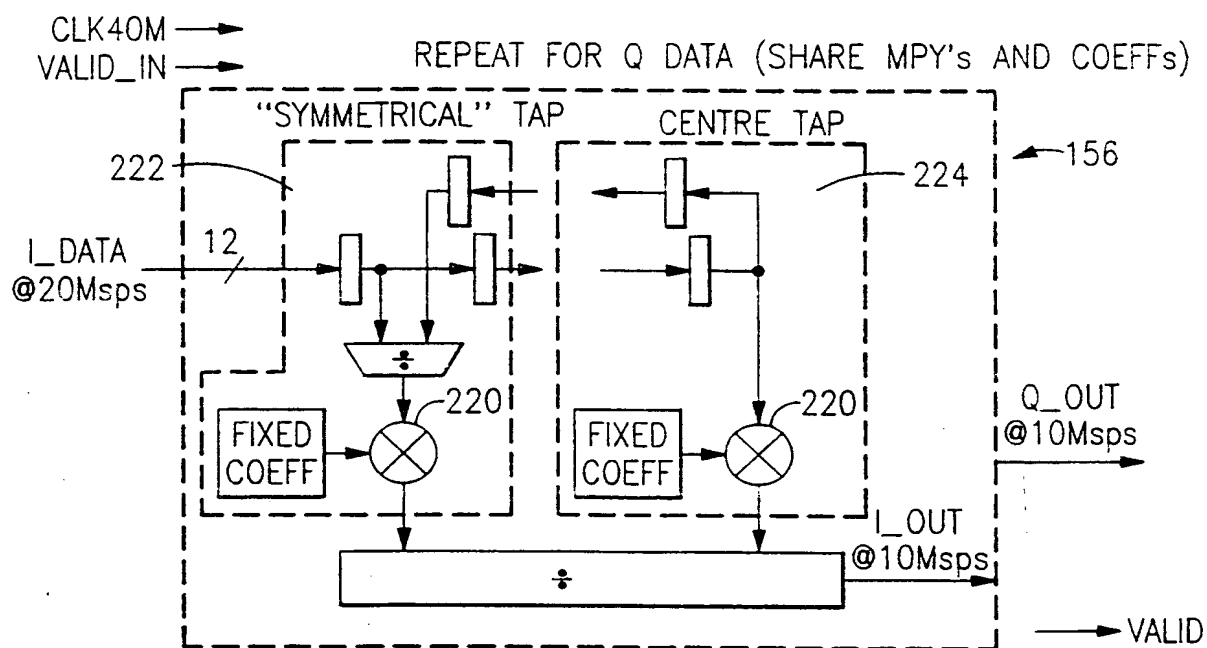 CLK40M
VALID_IN
REPEAT FOR Q DATA (SHARE MPY's AND COEFFs)
"SYMMETRICAL" TAP
CENTRE TAP
222
224
156
I_DATA
@20Msps
12
÷
220
220
FIXED
COEFF
FIXED
COEFF
Q_OUT
@10Msps
I_OUT
@10Msps
÷
VALID